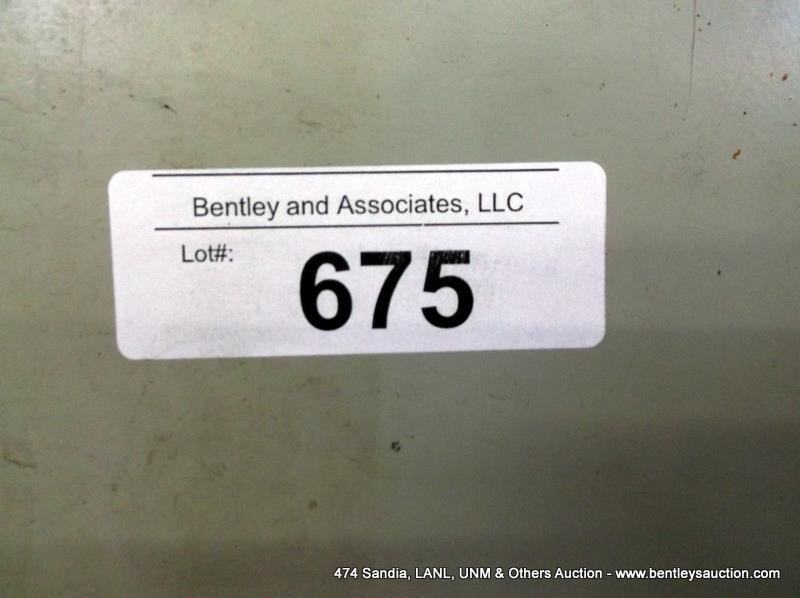 Bentley and Associates, LLC
Lot#:
675
474 Sandia, LANL, UNM & Others Auction - www.bentleysauction.com